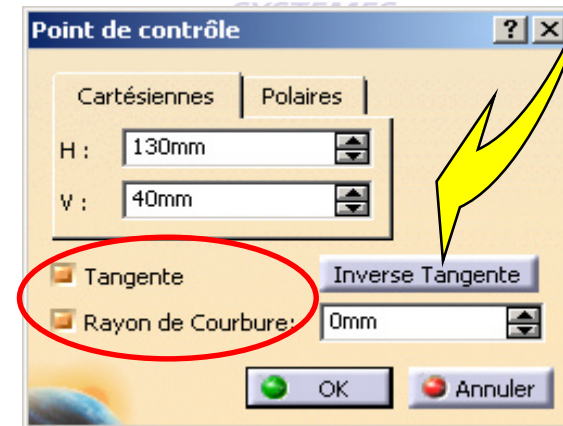 Point de contrôle
Cartésiennes Polaires
H : 130mm
V : 40mm
Tangente Inverse Tangente
Rayon de Courbure: 0mm
OK Annuler